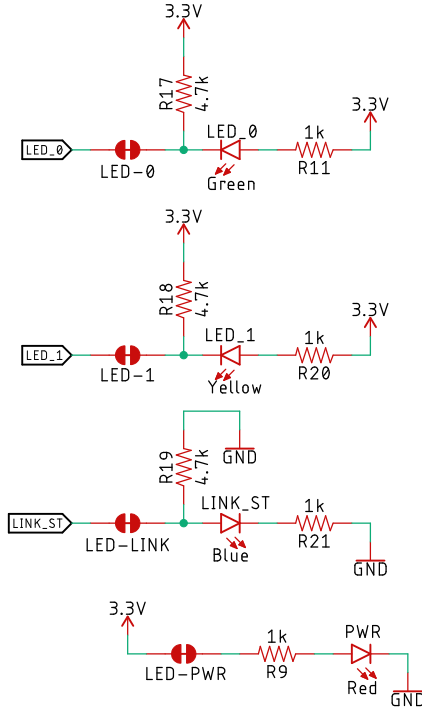 3.3V
R17
4.7k
LED_0
LED-0
LED_0
Green
1k
R11
3.3V
3.3V
R18
4.7k
LED_1
LED-1
LED_1
Yellow
1k
R20
3.3V
R19
4.7k
GND
LINK_ST
LED-LINK
LINK_ST
Blue
1k
R21
GND
3.3V
LED-PWR
1k
R9
PWR
Red
GND